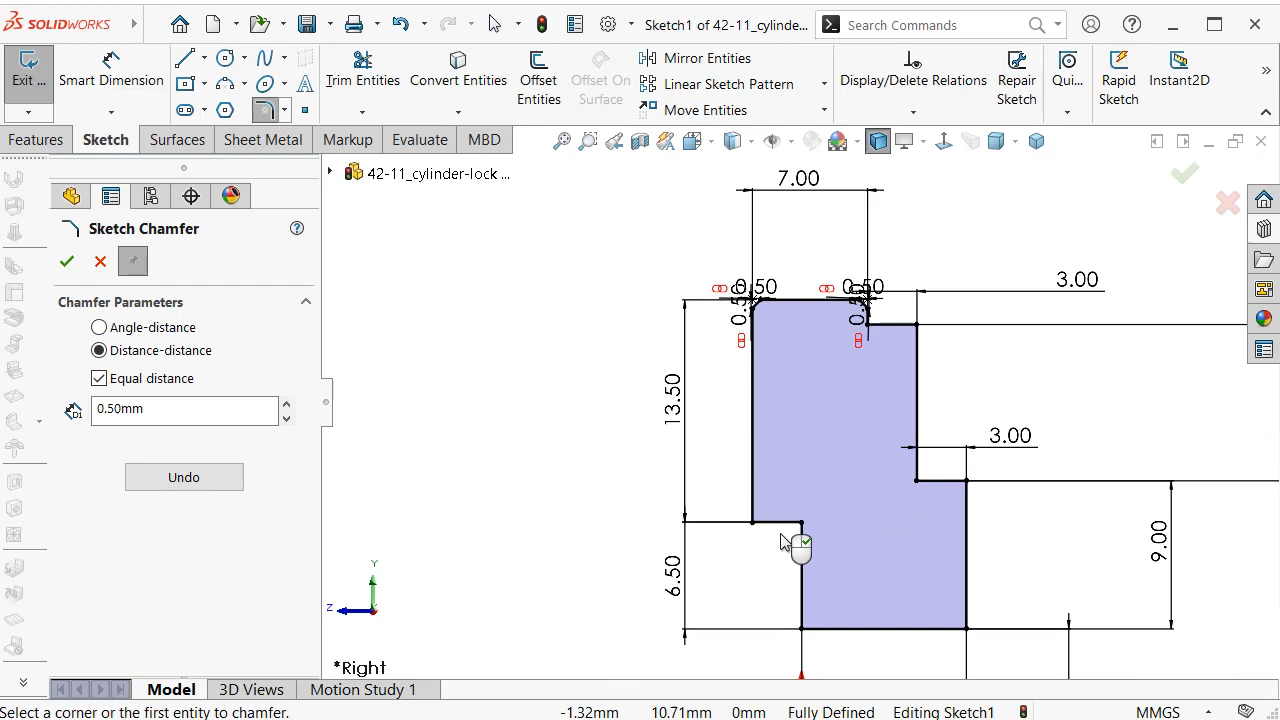 SOLIDWORKS
Sketch1 of 42-11_cylinde...
Search Commands
Exit ...
Smart Dimension
Trim Entities
Convert Entities
Offset Entities
Offset On Surface
Mirror Entities
Linear Sketch Pattern
Move Entities
Display/Delete Relations
Repair Sketch
Qui...
Rapid Sketch
Instant2D
Features
Sketch
Surfaces
Sheet Metal
Markup
Evaluate
MBD
42-11_cylinder-lock ...
Sketch Chamfer
Chamfer Parameters
Angle-distance
Distance-distance
Equal distance
D1
0.50mm
Undo
7.00
3.00
0.50
0.50
0.50
0.50
13.50
3.00
6.50
9.00
Y
Z
*Right
Model
3D Views
Motion Study 1
Select a corner or the first entity to chamfer.
-1.32mm
10.71mm
0mm
Fully Defined
Editing Sketch1
MMGS